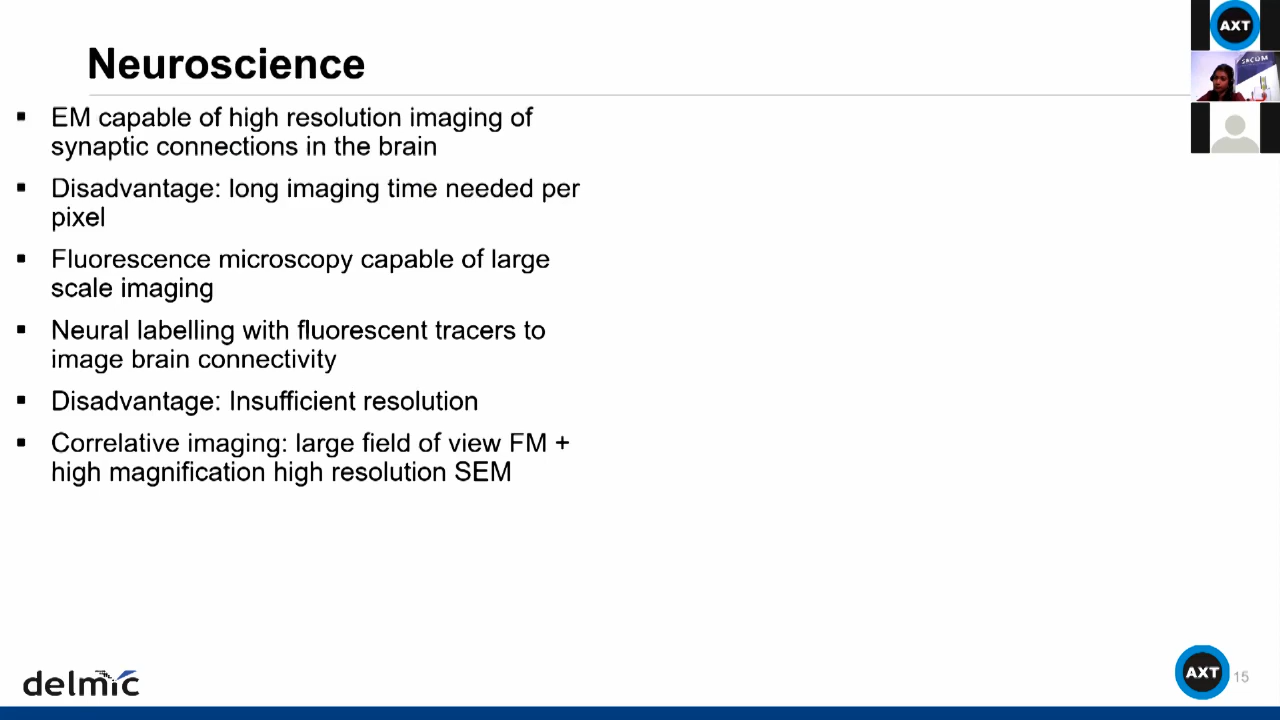 Neuroscience
▪ EM capable of high resolution imaging of
synaptic connections in the brain
▪ Disadvantage: long imaging time needed per
pixel
▪ Fluorescence microscopy capable of large
scale imaging
▪ Neural labelling with fluorescent tracers to
image brain connectivity
▪ Disadvantage: Insufficient resolution
▪ Correlative imaging: large field of view FM +
high magnification high resolution SEM
AXT
delmic
AXT
15